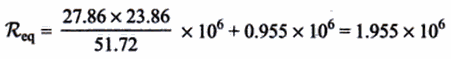 ℛeq = 27.86 × 23.86 / 51.72 × 10⁶ + 0.955 × 10⁶ = 1.955 × 10⁶